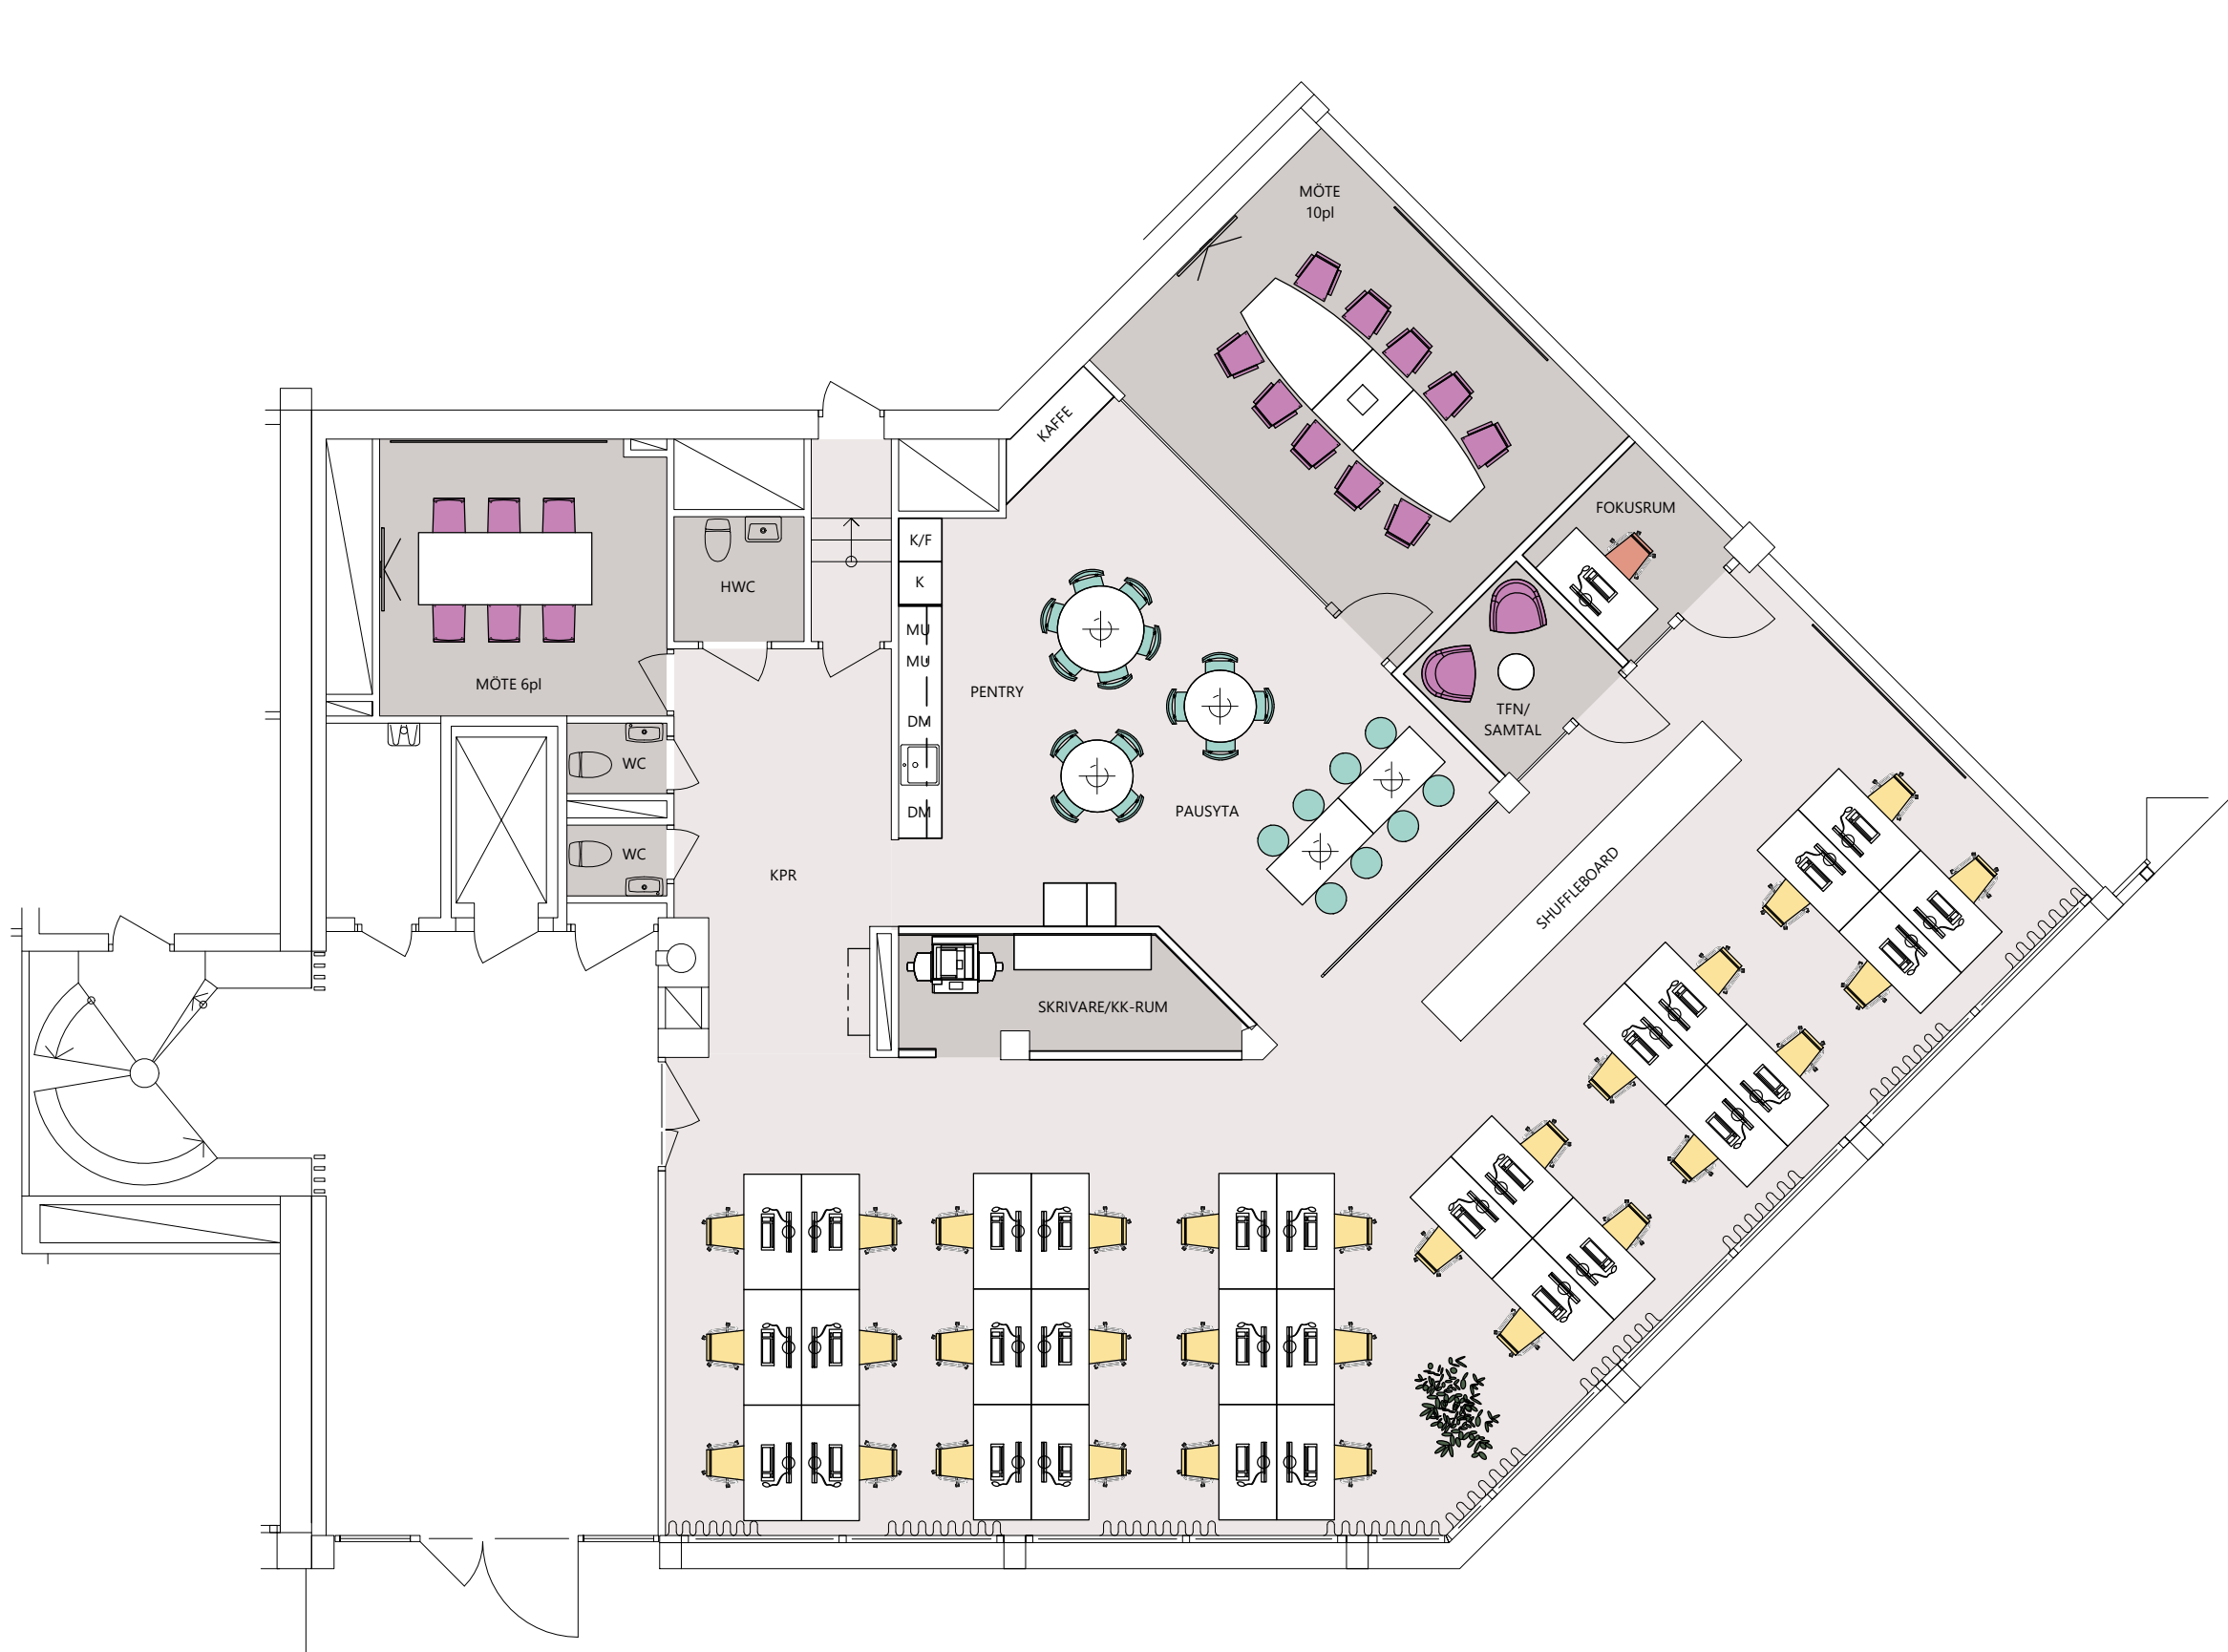 MÖTE
10pl
KAFFE
FOKUSRUM
K/F
K
HWC
MU
MU
MÖTE 6pl
PENTRY
TFN/
SAMTAL
DM
WC
PAUSYTA
DM
WC
KPR
SHUFFLEBOARD
SKRIVARE/KK-RUM